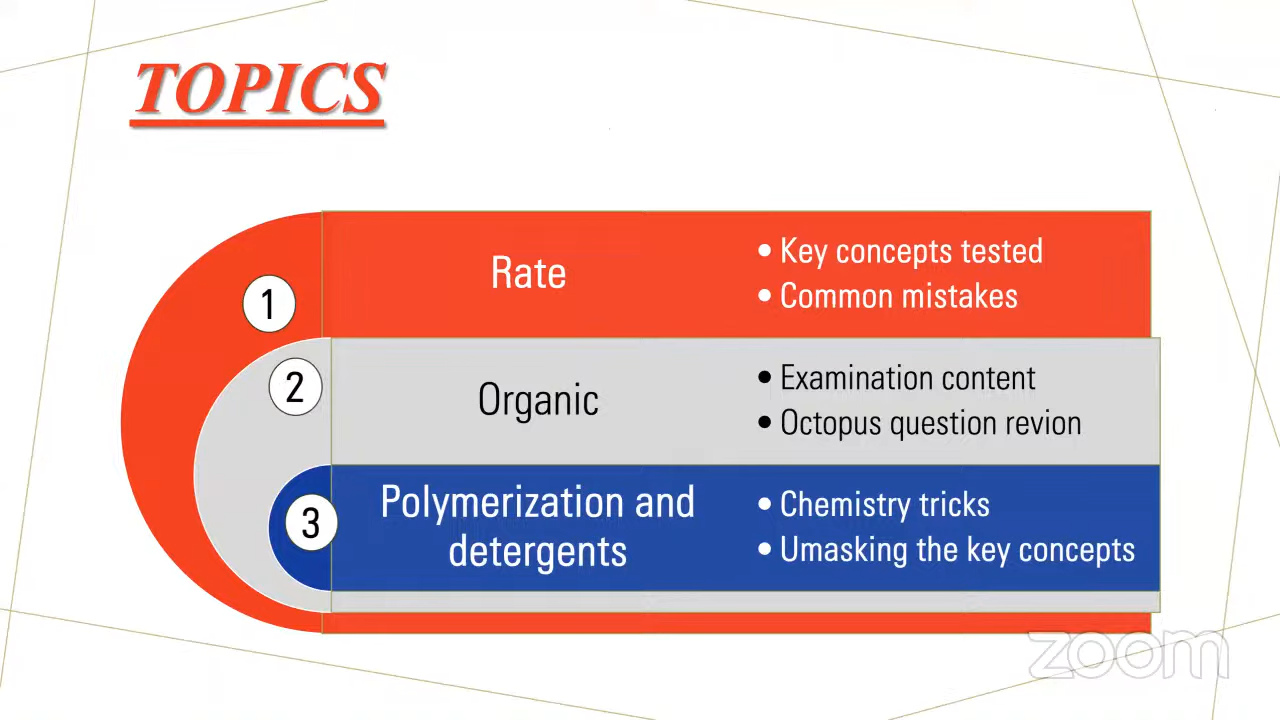 TOPICS
1
Rate
• Key concepts tested
• Common mistakes
2
Organic
• Examination content
• Octopus question revion
3
Polymerization and
detergents
• Chemistry tricks
• Umasking the key concepts
zoom